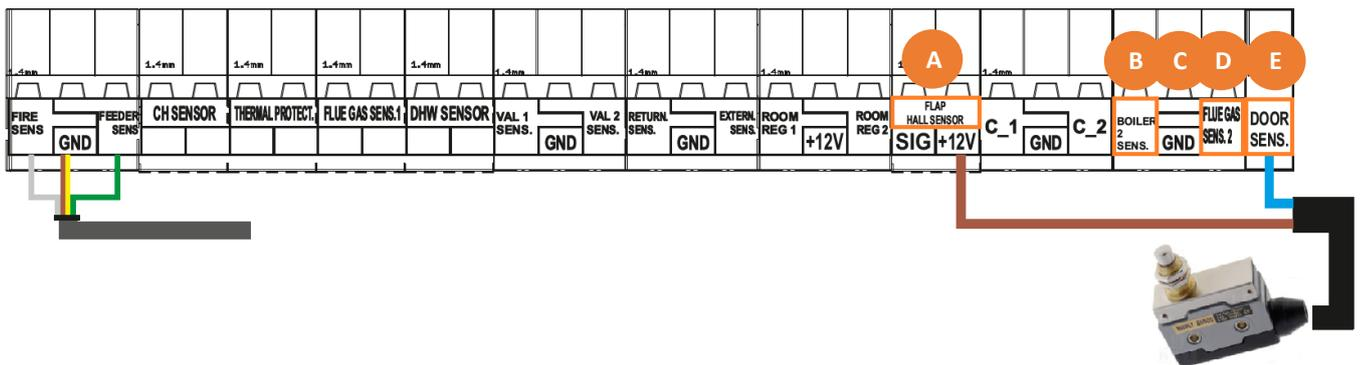 A
B
C
D
E
1.4mm
1.4mm
1.4mm
1.4mm
1.4mm
1.4mm
1.4mm
1.4mm
1.4mm
FIRE
SENS
GND
FEEDER
SENS
CH SENSOR
THERMAL PROTECT.
FLUE GAS SENS.1
DHW SENSOR
VAL 1
SENS.
GND
VAL 2
SENS.
RETURN.
SENS.
GND
EXTERN.
SENS.
ROOM
REG 1
+12V
ROOM
REG 2
FLAP
HALL SENSOR
SIG
+12V
C_1
GND
C_2
BOILER
2
SENS.
GND
FLUE GAS
SENS. 2
DOOR
SENS.